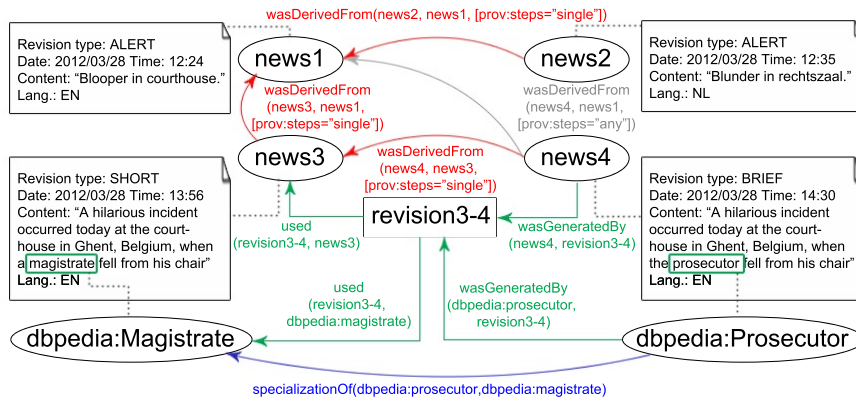 wasDerivedFrom(news2, news1, [prov:steps="single"])
Revision type: ALERT
Date: 2012/03/28 Time: 12:24
Content: “Blooper in courthouse.”
Lang.: EN
news1
news2
Revision type: ALERT
Date: 2012/03/28 Time: 12:35
Content: “Blunder in rechtszaal.”
Lang.: NL
wasDerivedFrom
(news3, news1,
[prov:steps="single"])
wasDerivedFrom
(news4, news1,
[prov:steps="any"])
news3
wasDerivedFrom
(news4, news3,
[prov:steps="single"])
news4
Revision type: SHORT
Date: 2012/03/28 Time: 13:56
Content: “A hilarious incident
occurred today at the court-
house in Ghent, Belgium, when
a magistrate fell from his chair”
Lang.: EN
used
(revision3-4, news3)
revision3-4
wasGeneratedBy
(news4, revision3-4)
Revision type: BRIEF
Date: 2012/03/28 Time: 14:30
Content: “A hilarious incident
occurred today at the court-
house in Ghent, Belgium, when
the prosecutor fell from his chair”
Lang.: EN
used
(revision3-4,
dbpedia:magistrate)
wasGeneratedBy
(dbpedia:prosecutor,
revision3-4)
dbpedia:Magistrate
dbpedia:Prosecutor
specializationOf(dbpedia:prosecutor,dbpedia:magistrate)